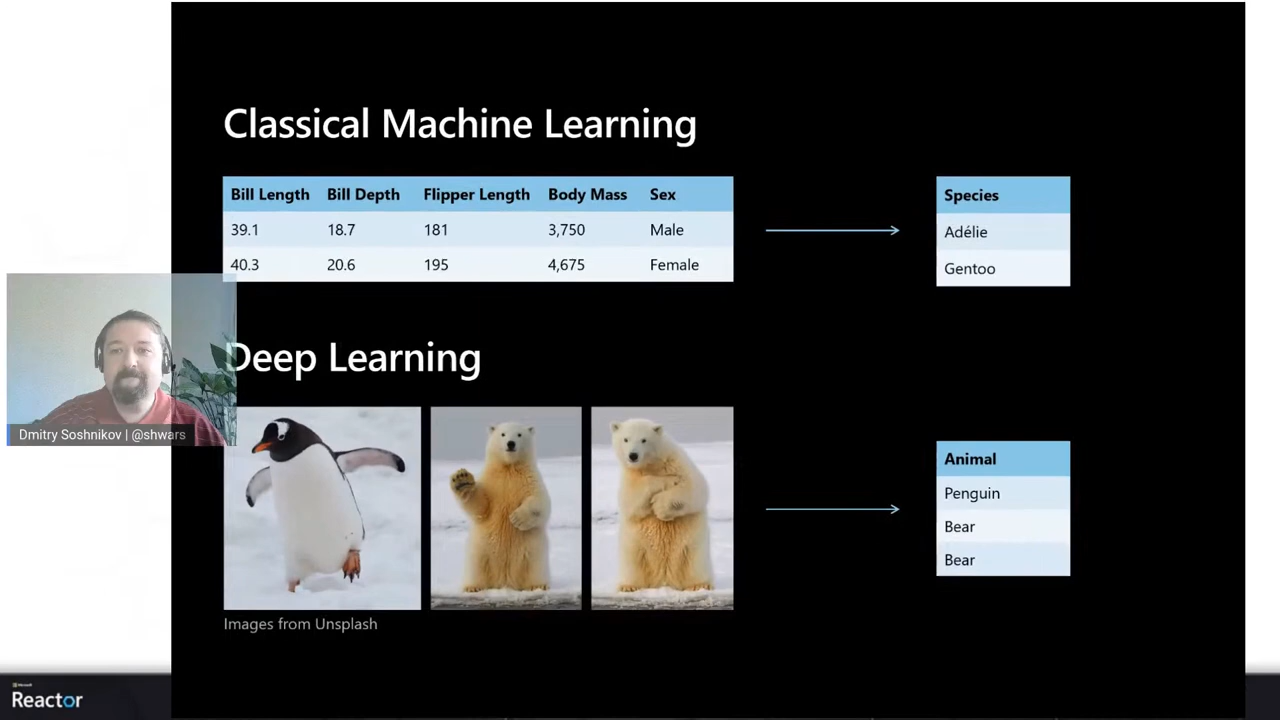 Classical Machine Learning
Bill Length Bill Depth Flipper Length Body Mass Sex
39.1 18.7 181 3,750 Male
40.3 20.6 195 4,675 Female
Species
Adélie
Gentoo
Deep Learning
Dmitry Soshnikov | @shwars
Animal
Penguin
Bear
Bear
Images from Unsplash
Microsoft
Reactor